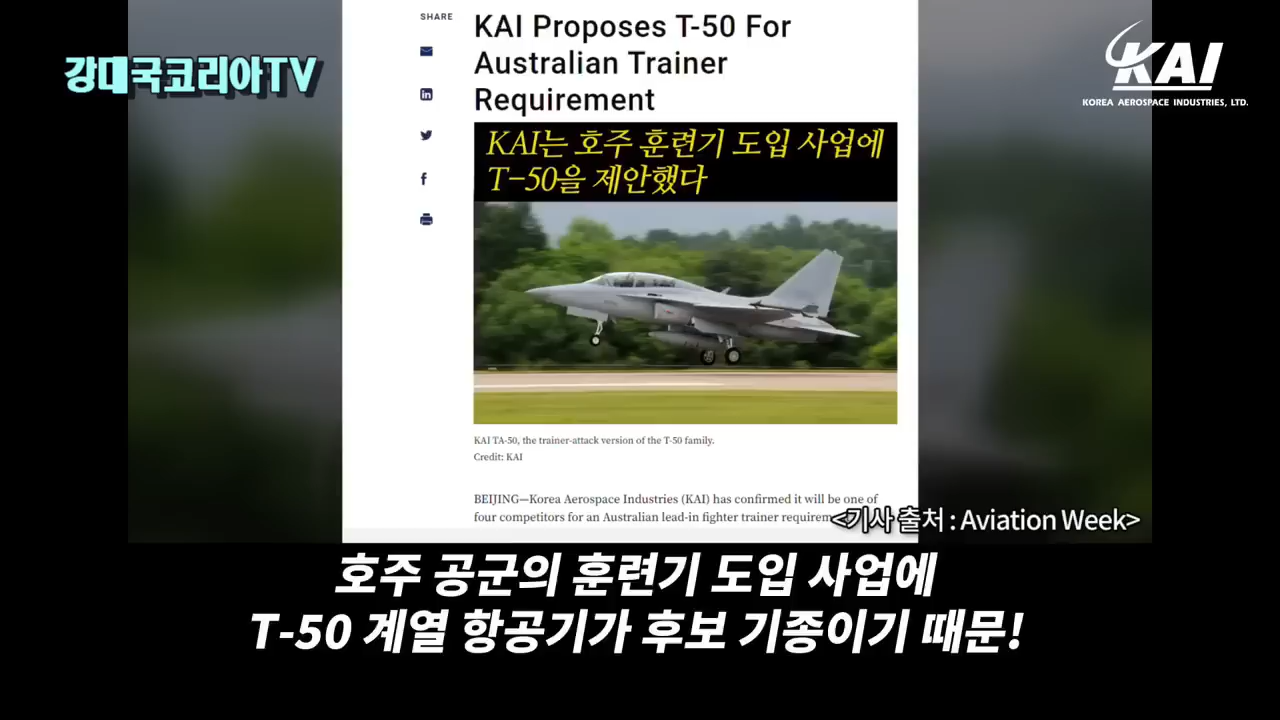 SHARE
KAI Proposes T-50 For
Australian Trainer
Requirement
강대국코리아TV
KAI
KOREA AEROSPACE INDUSTRIES, LTD.
KAI는 호주 훈련기 도입 사업에
T-50을 제안했다
KAI TA-50, the trainer-attack version of the T-50 family.
Credit: KAI
BEIJING—Korea Aerospace Industries (KAI) has confirmed it will be one of
four competitors for an Australian lead-in fighter trainer
<기사 출처 : Aviation Week>
호주 공군의 훈련기 도입 사업에
T-50 계열 항공기가 후보 기종이기 때문!